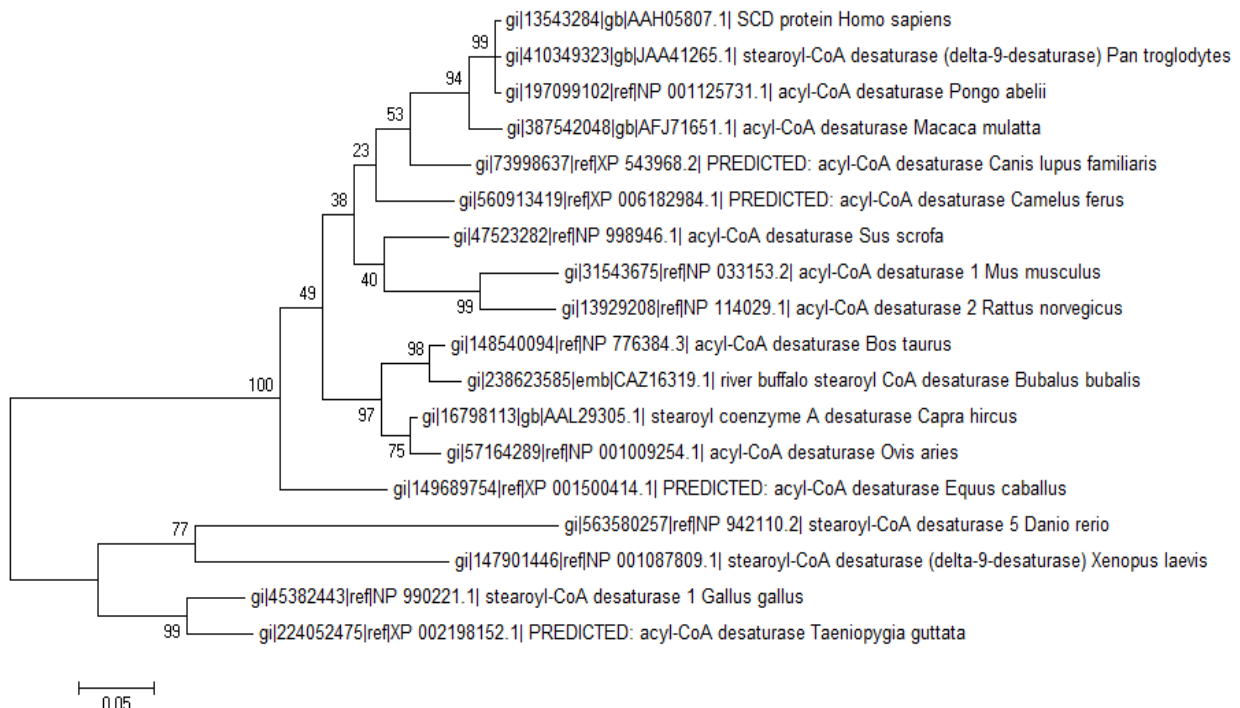 gi|13543284|gb|AAH05807.1| SCD protein Homo sapiens
99
gi|410349323|gb|JAA41265.1| stearoyl-CoA desaturase (delta-9-desaturase) Pan troglodytes
94
gi|197099102|ref|NP 001125731.1| acyl-CoA desaturase Pongo abelii
53
gi|387542048|gb|AFJ71651.1| acyl-CoA desaturase Macaca mulatta
23
gi|73998637|ref|XP 543968.2| PREDICTED: acyl-CoA desaturase Canis lupus familiaris
38
gi|560913419|ref|XP 006182984.1| PREDICTED: acyl-CoA desaturase Camelus ferus
gi|47523282|ref|NP 998946.1| acyl-CoA desaturase Sus scrofa
40
gi|31543675|ref|NP 033153.2| acyl-CoA desaturase 1 Mus musculus
49
99
gi|13929208|ref|NP 114029.1| acyl-CoA desaturase 2 Rattus norvegicus
98
gi|148540094|ref|NP 776384.3| acyl-CoA desaturase Bos taurus
100
gi|238623585|emb|CAZ16319.1| river buffalo stearoyl CoA desaturase Bubalus bubalis
97
gi|16798113|gb|AAL29305.1| stearoyl coenzyme A desaturase Capra hircus
75
gi|57164289|ref|NP 001009254.1| acyl-CoA desaturase Ovis aries
gi|149689754|ref|XP 001500414.1| PREDICTED: acyl-CoA desaturase Equus caballus
77
gi|563580257|ref|NP 942110.2| stearoyl-CoA desaturase 5 Danio rerio
gi|147901446|ref|NP 001087809.1| stearoyl-CoA desaturase (delta-9-desaturase) Xenopus laevis
gi|45382443|ref|NP 990221.1| stearoyl-CoA desaturase 1 Gallus gallus
99
gi|224052475|ref|XP 002198152.1| PREDICTED: acyl-CoA desaturase Taeniopygia guttata
0.05